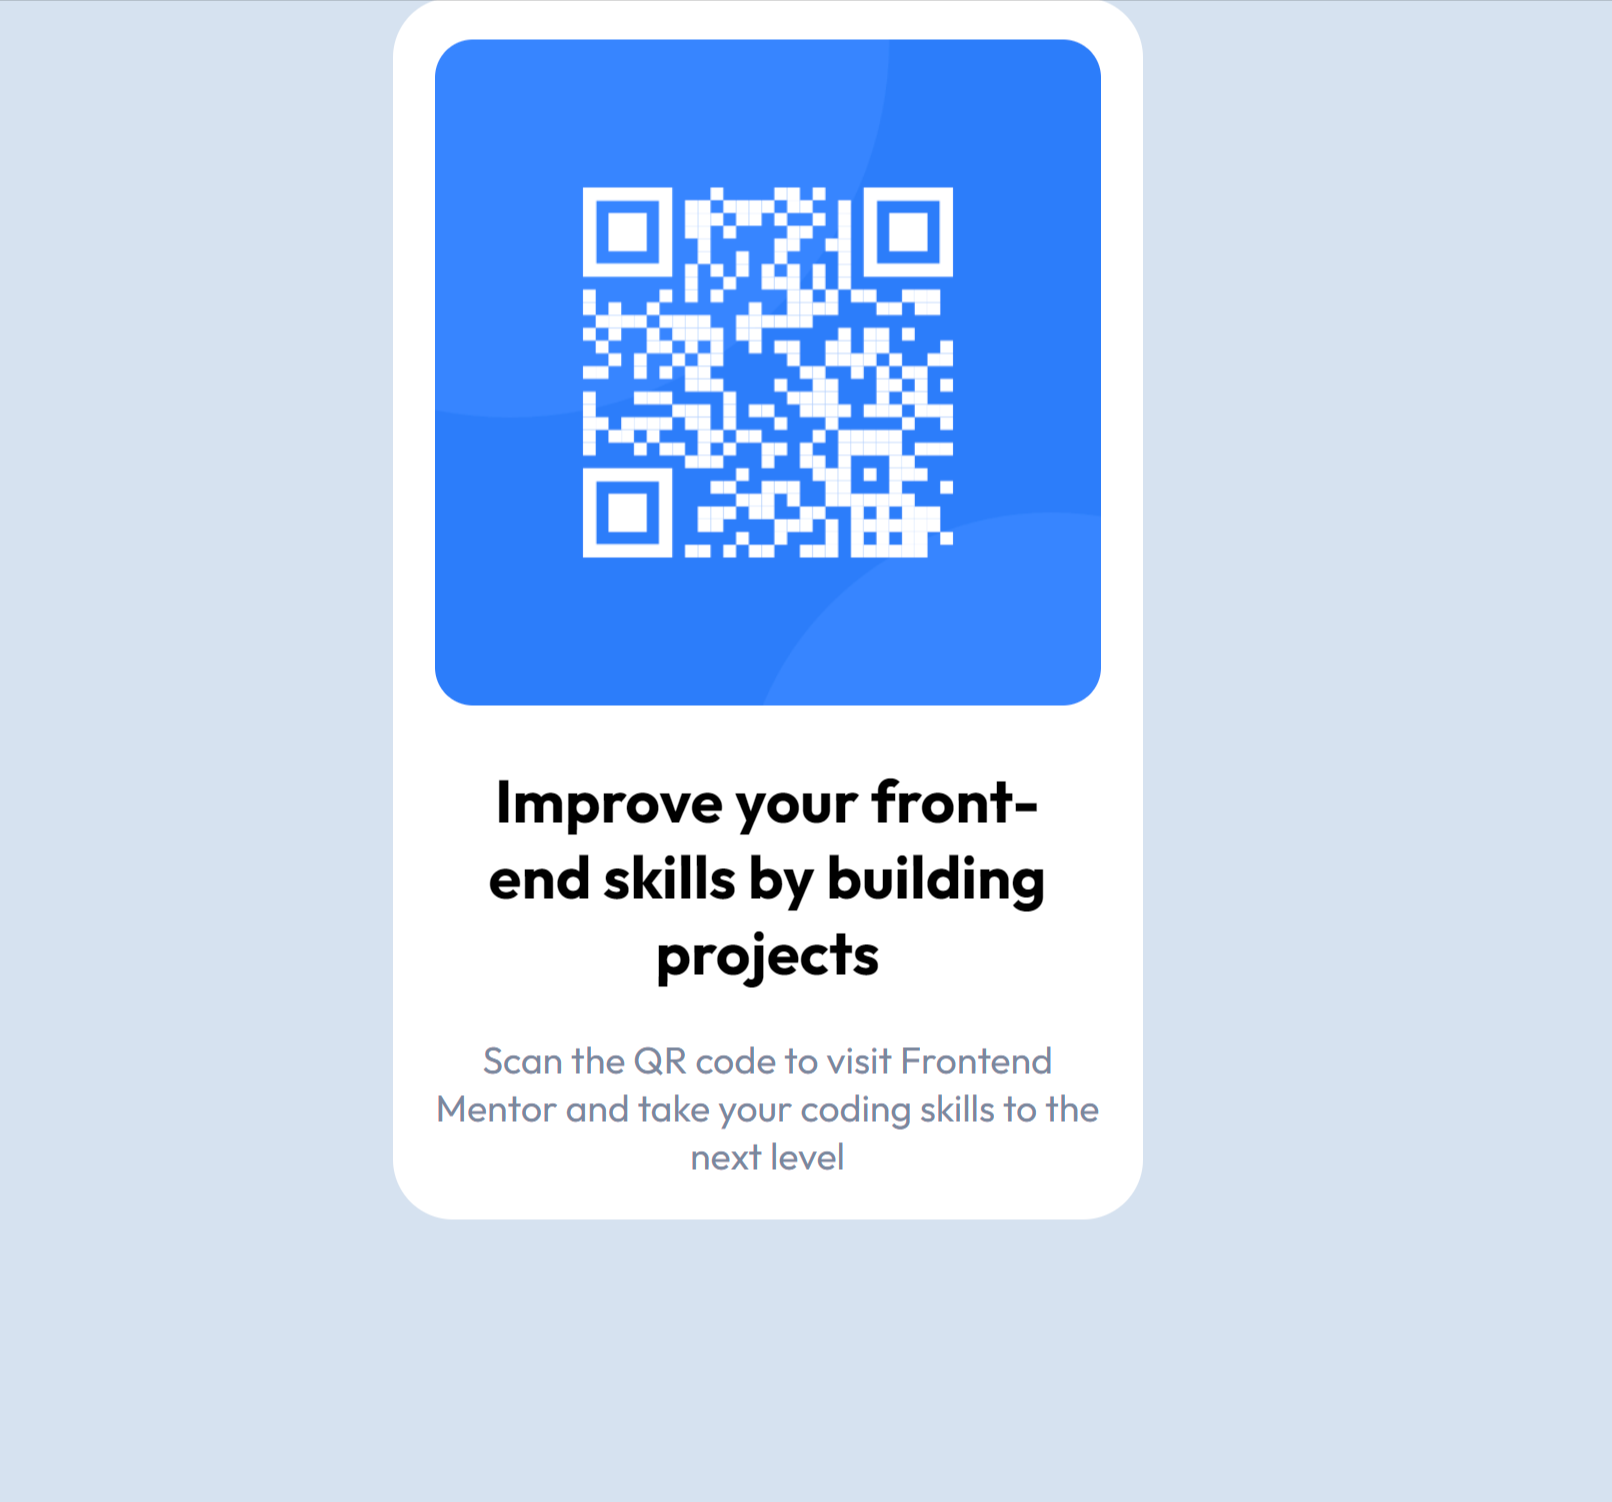 Improve your front-
end skills by building
projects
Scan the QR code to visit Frontend
Mentor and take your coding skills to the
next level